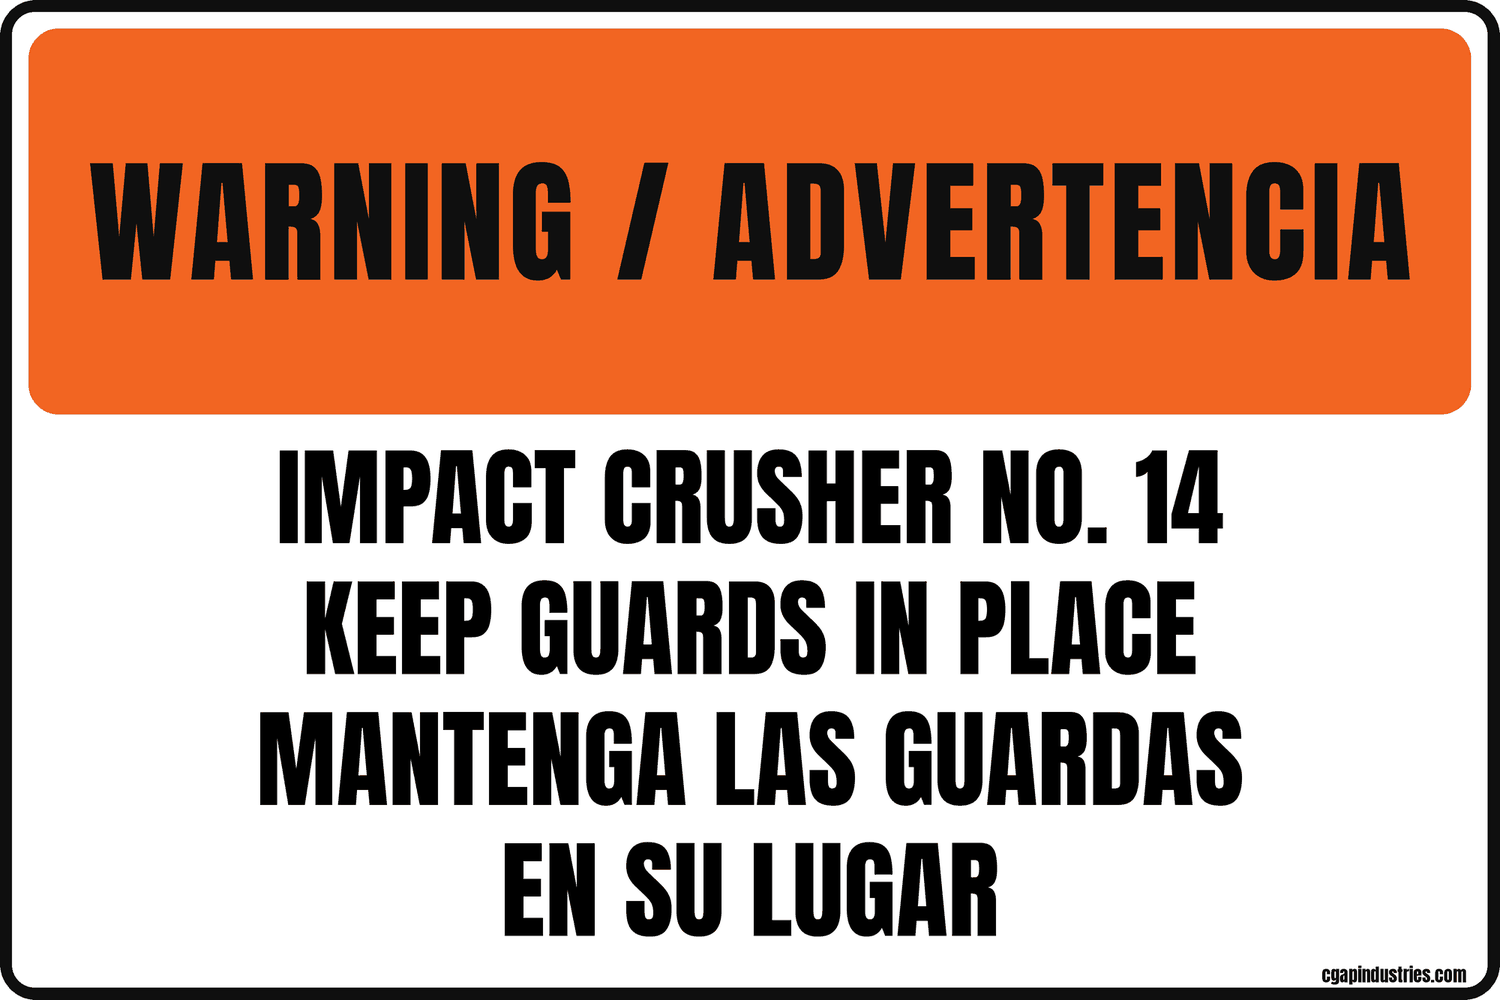 WARNING / ADVERTENCIA
IMPACT CRUSHER NO. 14
KEEP GUARDS IN PLACE
MANTENGA LAS GUARDAS
EN SU LUGAR
cgapindustries.com